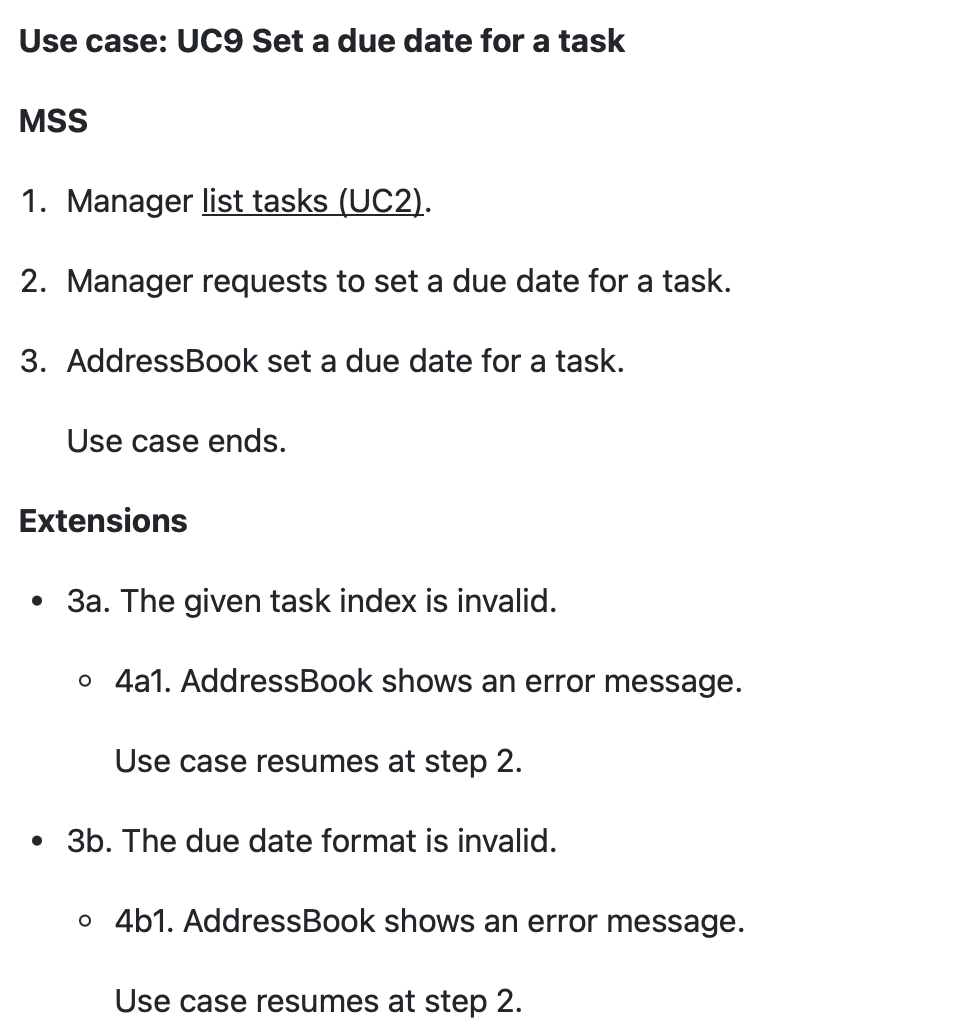 Use case: UC9 Set a due date for a task
MSS
1. Manager list tasks (UC2).
2. Manager requests to set a due date for a task.
3. AddressBook set a due date for a task.
Use case ends.
Extensions
• 3a. The given task index is invalid.
◦ 4a1. AddressBook shows an error message.
Use case resumes at step 2.
• 3b. The due date format is invalid.
◦ 4b1. AddressBook shows an error message.
Use case resumes at step 2.